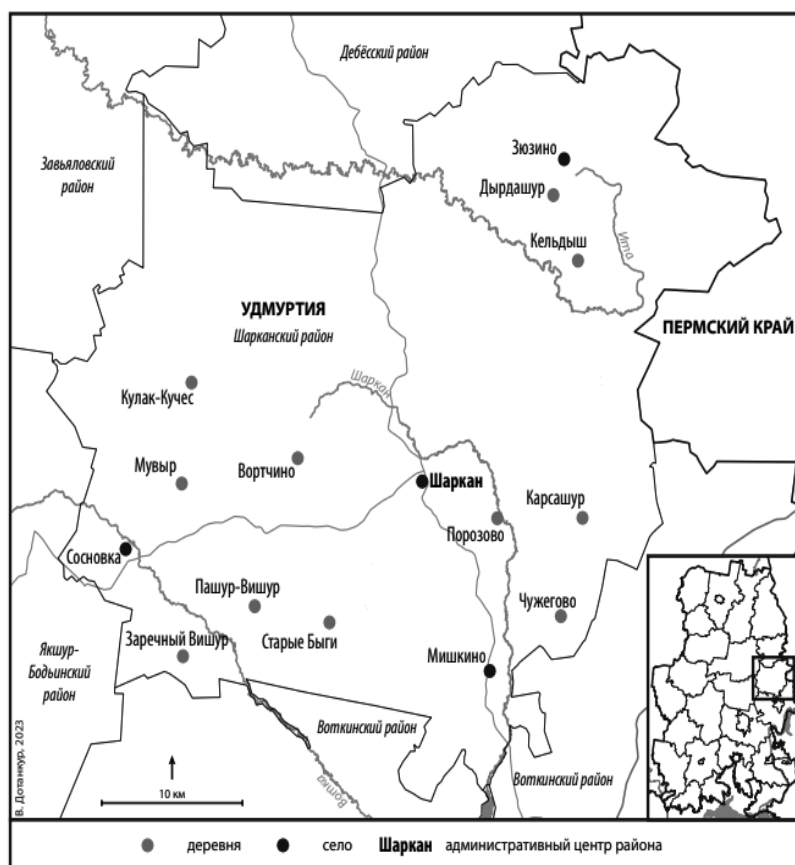 Дебёсский район
Зюзино
Завьяловский
район
Дырдашур
Ита
Кельдыш
УДМУРТИЯ
Шарканский район
ПЕРМСКИЙ КРАЙ
Шаркан
Кулак-Кучес
Мувыр
Вортчино
Шаркан
Карсашур
Порозово
Сосновка
Пашур-Вишур
Чужегово
Старые Быги
Заречный Вишур
Якшур-
Бодьинский
район
Мишкино
Воткинский район
Вотка
Воткинский район
В. Дотанкур, 2023
10 км
деревня село Шаркан административный центр района